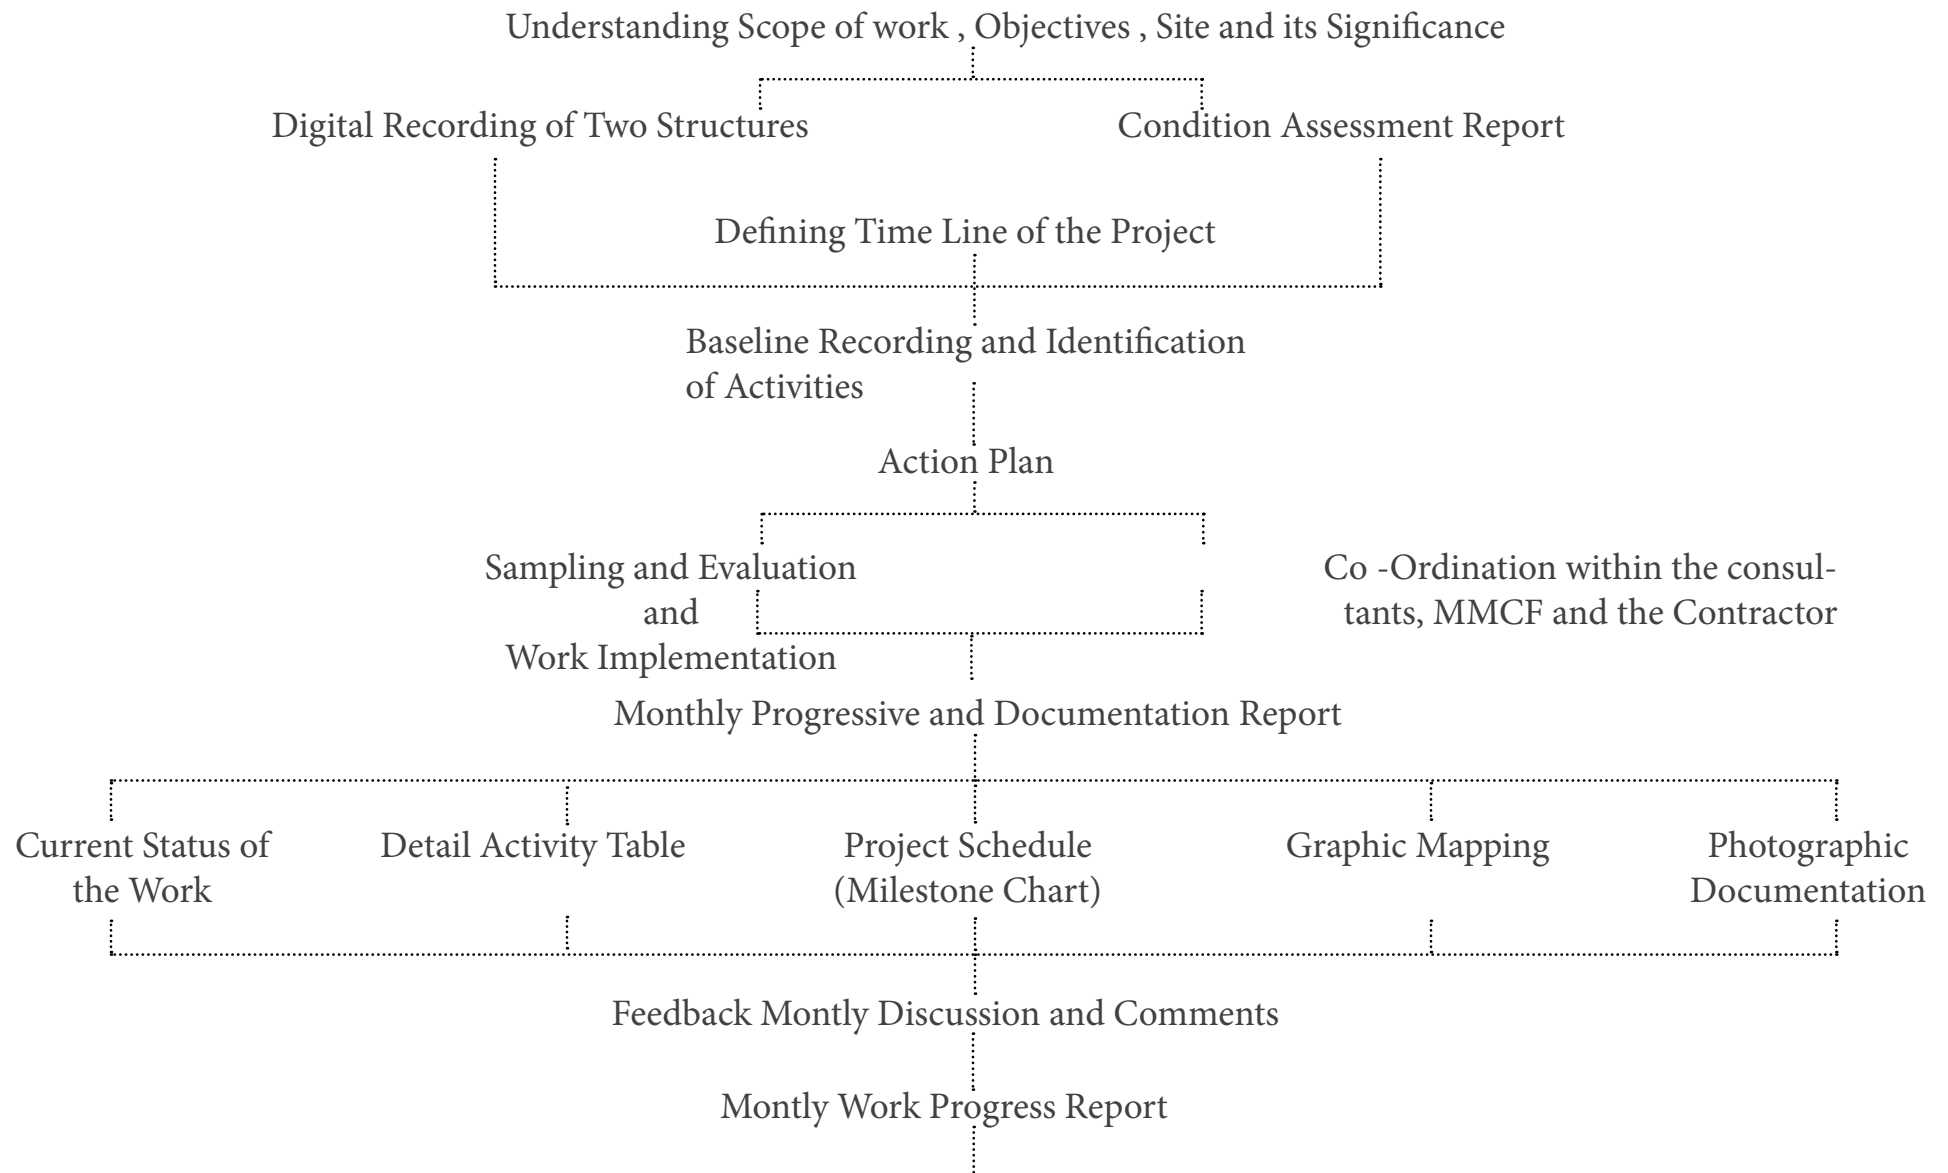 Understanding Scope of work , Objectives , Site and its Significance
Digital Recording of Two Structures
Condition Assessment Report
Defining Time Line of the Project
Baseline Recording and Identification
of Activities
Action Plan
Sampling and Evaluation
and
Work Implementation
Co -Ordination within the consul-
tants, MMCF and the Contractor
Monthly Progressive and Documentation Report
Current Status of
the Work
Detail Activity Table
Project Schedule
(Milestone Chart)
Graphic Mapping
Photographic
Documentation
Feedback Montly Discussion and Comments
Montly Work Progress Report